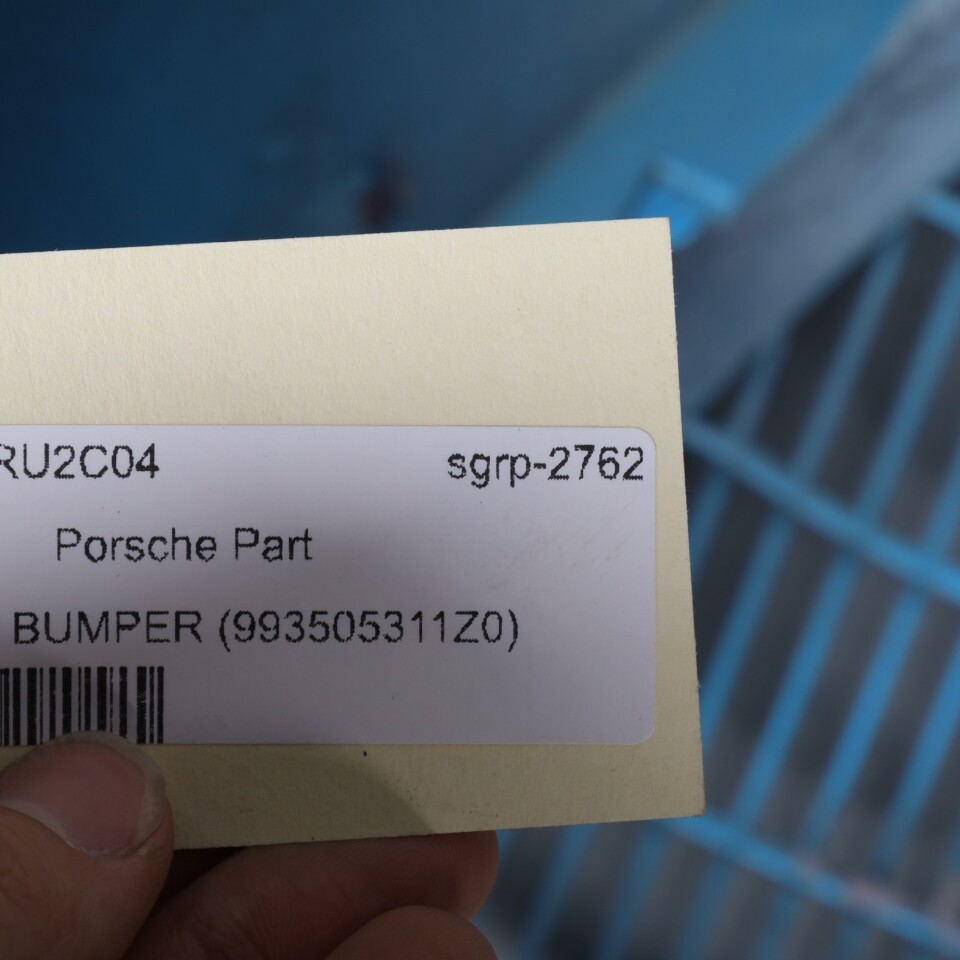 RU2C04 sgrp-2762
Porsche Part
BUMPER (993505311Z0)